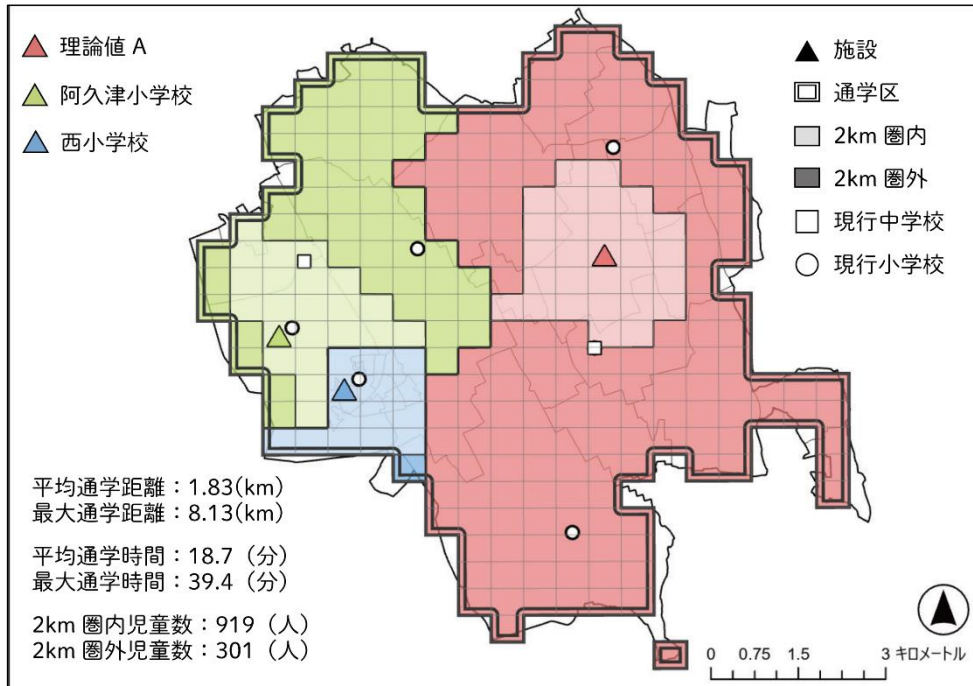 理論値 A
阿久津小学校
西小学校
施設
通学区
2km 圏内
2km 圏外
現行中学校
現行小学校
平均通学距離：1.83(km)
最大通学距離：8.13(km)
平均通学時間：18.7（分）
最大通学時間：39.4（分）
2km 圏内児童数：919（人）
2km 圏外児童数：301（人）
0 0.75 1.5 3 キロメートル